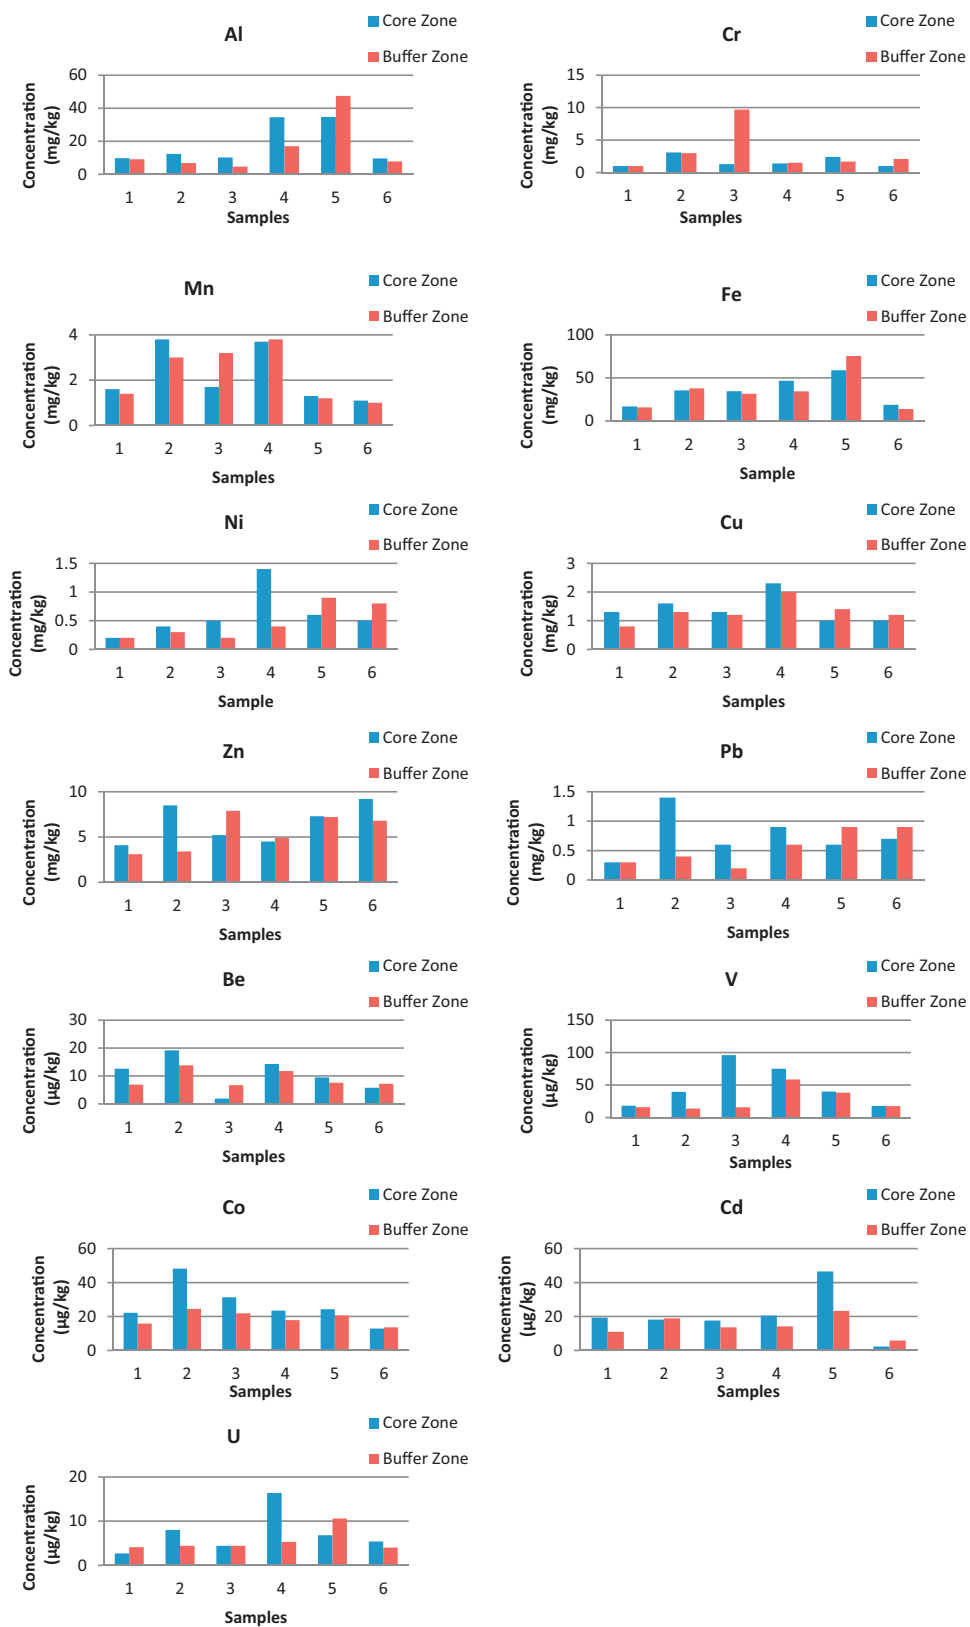 Al
Core Zone
Buffer Zone
Concentration
(mg/kg)
60
40
20
0
1 2 3 4 5 6
Samples
Cr
Core Zone
Buffer Zone
Concentration
(mg/kg)
15
10
5
0
1 2 3 4 5 6
Samples
Mn
Core Zone
Buffer Zone
Concentration
(mg/kg)
4
2
0
1 2 3 4 5 6
Samples
Fe
Core Zone
Buffer Zone
Concentration
(mg/kg)
100
50
0
1 2 3 4 5 6
Sample
Ni
Core Zone
Buffer Zone
Concentration
(mg/kg)
1.5
1
0.5
0
1 2 3 4 5 6
Sample
Cu
Core Zone
Buffer Zone
Concentration
(mg/kg)
3
2
1
0
1 2 3 4 5 6
Samples
Zn
Core Zone
Buffer Zone
Concentration
(mg/kg)
10
5
0
1 2 3 4 5 6
Samples
Pb
Core Zone
Buffer Zone
Concentration
(mg/kg)
1.5
1
0.5
0
1 2 3 4 5 6
Samples
Be
Core Zone
Buffer Zone
Concentration
(µg/kg)
30
20
10
0
1 2 3 4 5 6
Samples
V
Core Zone
Buffer Zone
Concentration
(µg/kg)
150
100
50
0
1 2 3 4 5 6
Samples
Co
Core Zone
Buffer Zone
Concentration
(µg/kg)
60
40
20
0
1 2 3 4 5 6
Samples
Cd
Core Zone
Buffer Zone
Concentration
(µg/kg)
60
40
20
0
1 2 3 4 5 6
Samples
U
Core Zone
Buffer Zone
Concentration
(µg/kg)
20
10
0
1 2 3 4 5 6
Samples